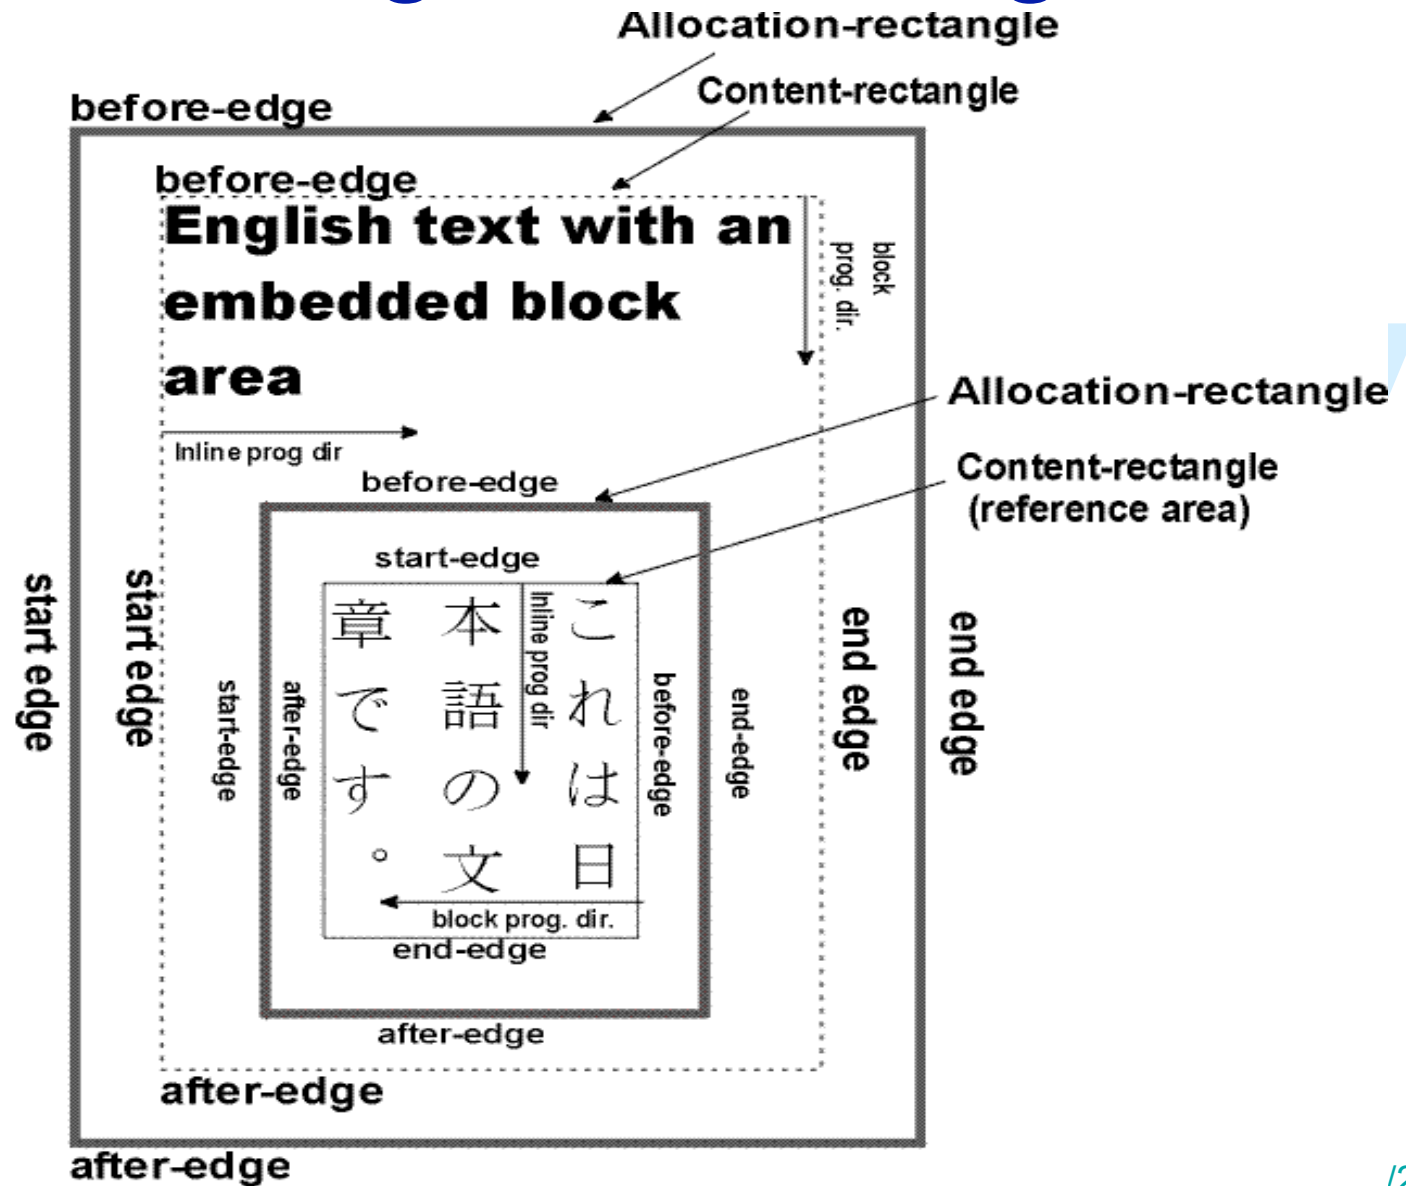 Allocation-rectangle
Content-rectangle
before-edge
before-edge
English text with an
embedded block
area
block
prog. dir.
Inline prog dir
Allocation-rectangle
Content-rectangle
(reference area)
before-edge
start-edge
start edge
start edge
start-edge
after-edge
これは日
本語の文
章です。
Inline prog dir
before-edge
end-edge
end edge
end edge
block prog. dir.
end-edge
after-edge
after-edge
after-edge